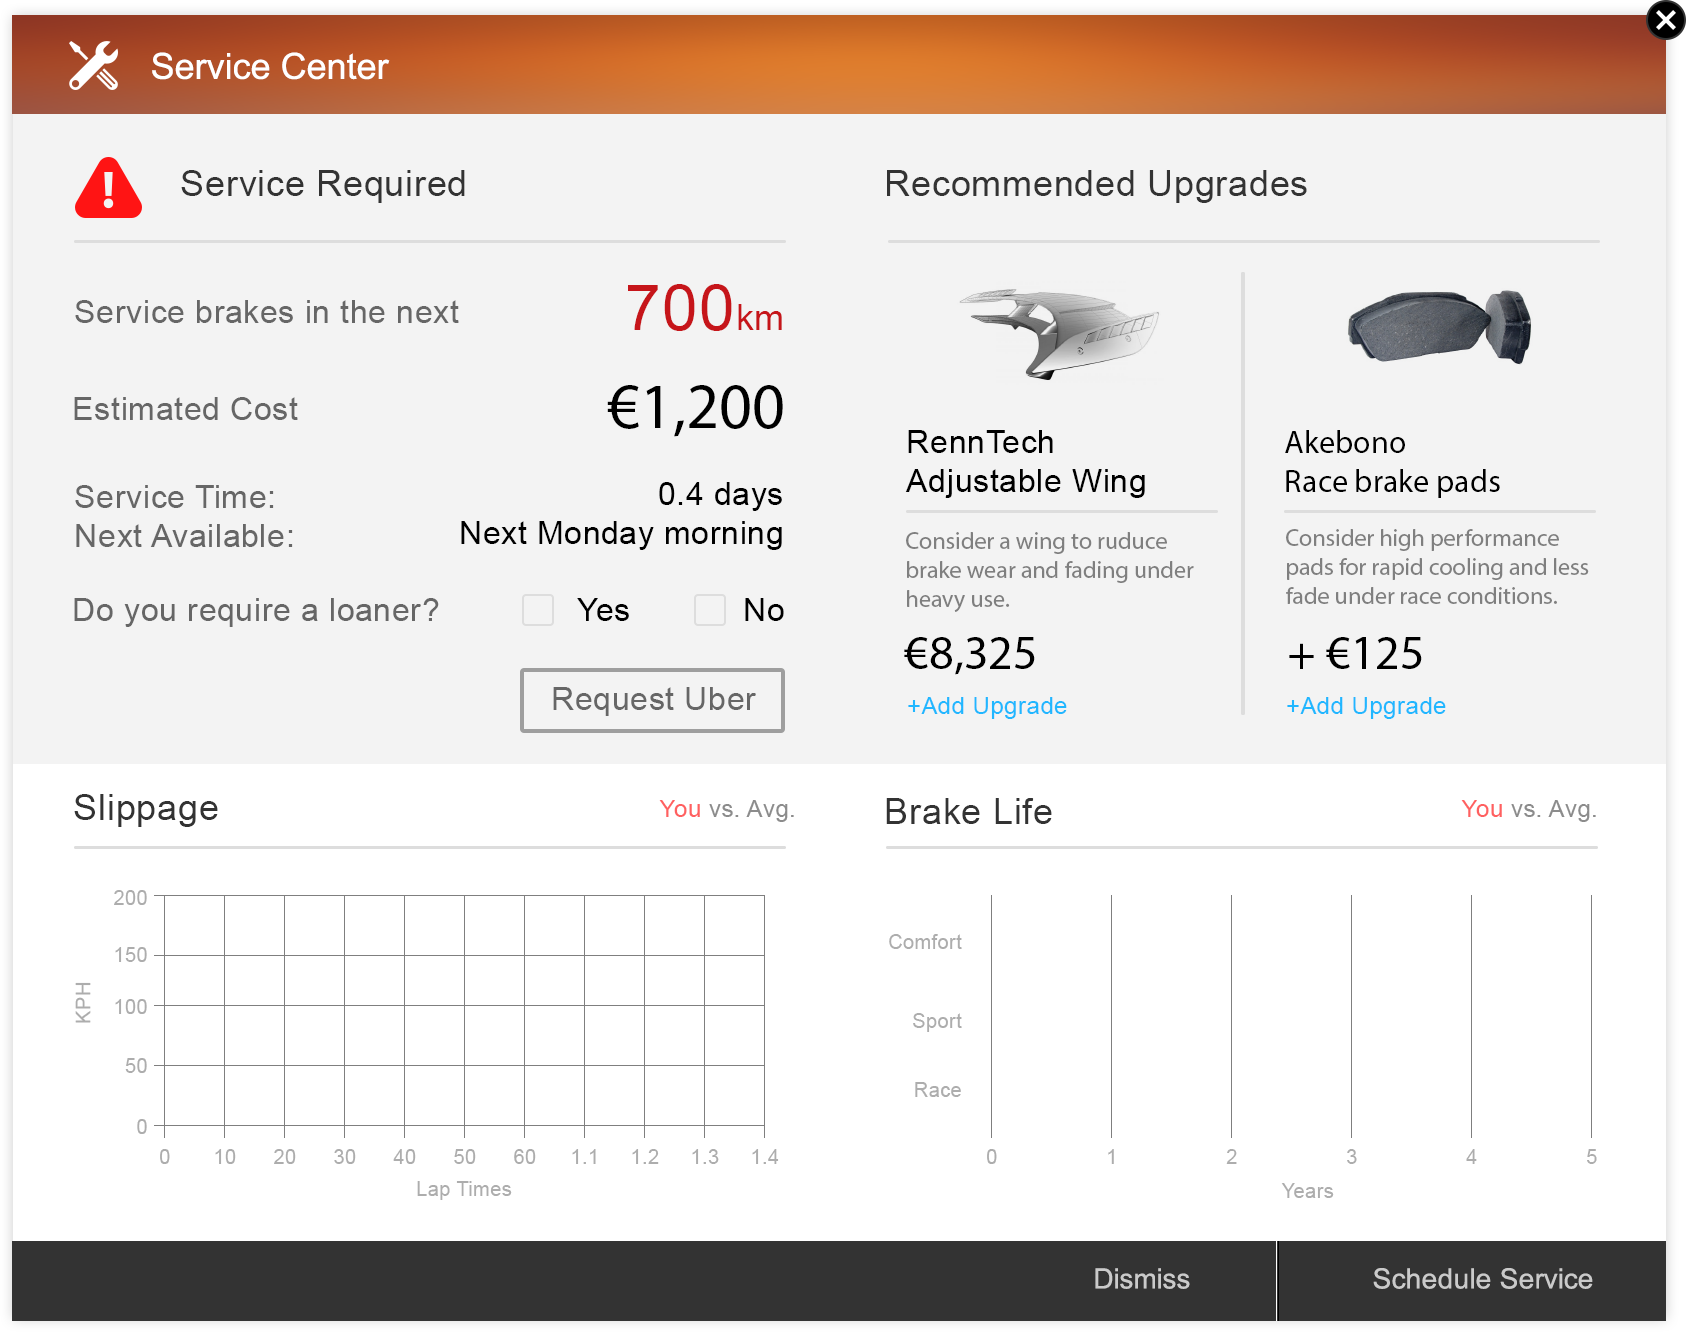 Service Center
Service Required
Service brakes in the next 700km
Estimated Cost €1,200
Service Time: 0.4 days
Next Available: Next Monday morning
Do you require a loaner? Yes No
Request Uber
Recommended Upgrades
RennTech
Adjustable Wing
Consider a wing to ruduce
brake wear and fading under
heavy use.
€8,325
+Add Upgrade
Akebono
Race brake pads
Consider high performance
pads for rapid cooling and less
fade under race conditions.
+ €125
+Add Upgrade
Slippage You vs. Avg.
KPH
200
150
100
50
0
0 10 20 30 40 50 60 1.1 1.2 1.3 1.4
Lap Times
Brake Life You vs. Avg.
Comfort
Sport
Race
0 1 2 3 4 5
Years
Dismiss Schedule Service